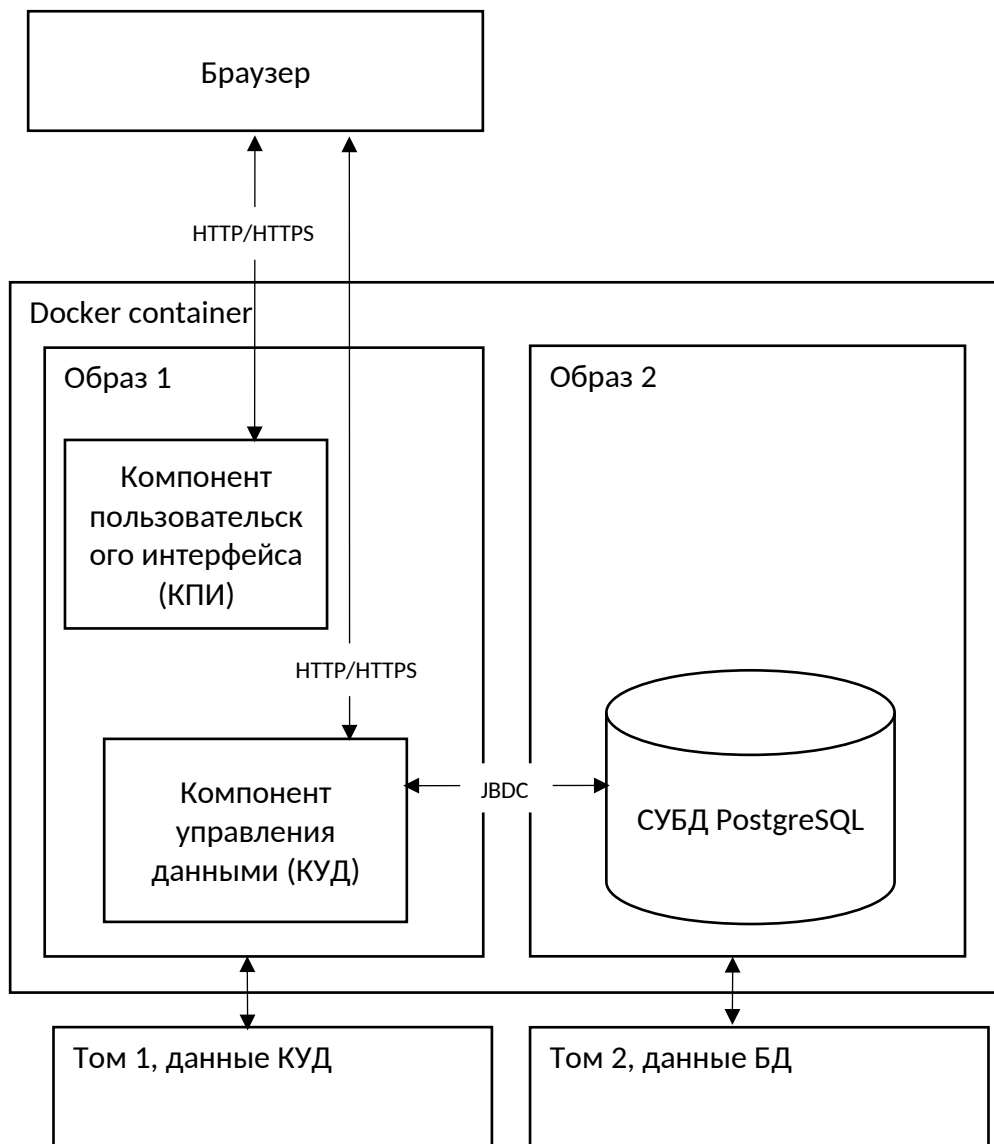 Браузер
HTTP/HTTPS
Docker container
Образ 1
Образ 2
Компонент
пользовательск
ого интерфейса
(КПИ)
HTTP/HTTPS
Компонент
управления
данными (КУД)
JBDC
СУБД PostgreSQL
Том 1, данные КУД
Том 2, данные БД